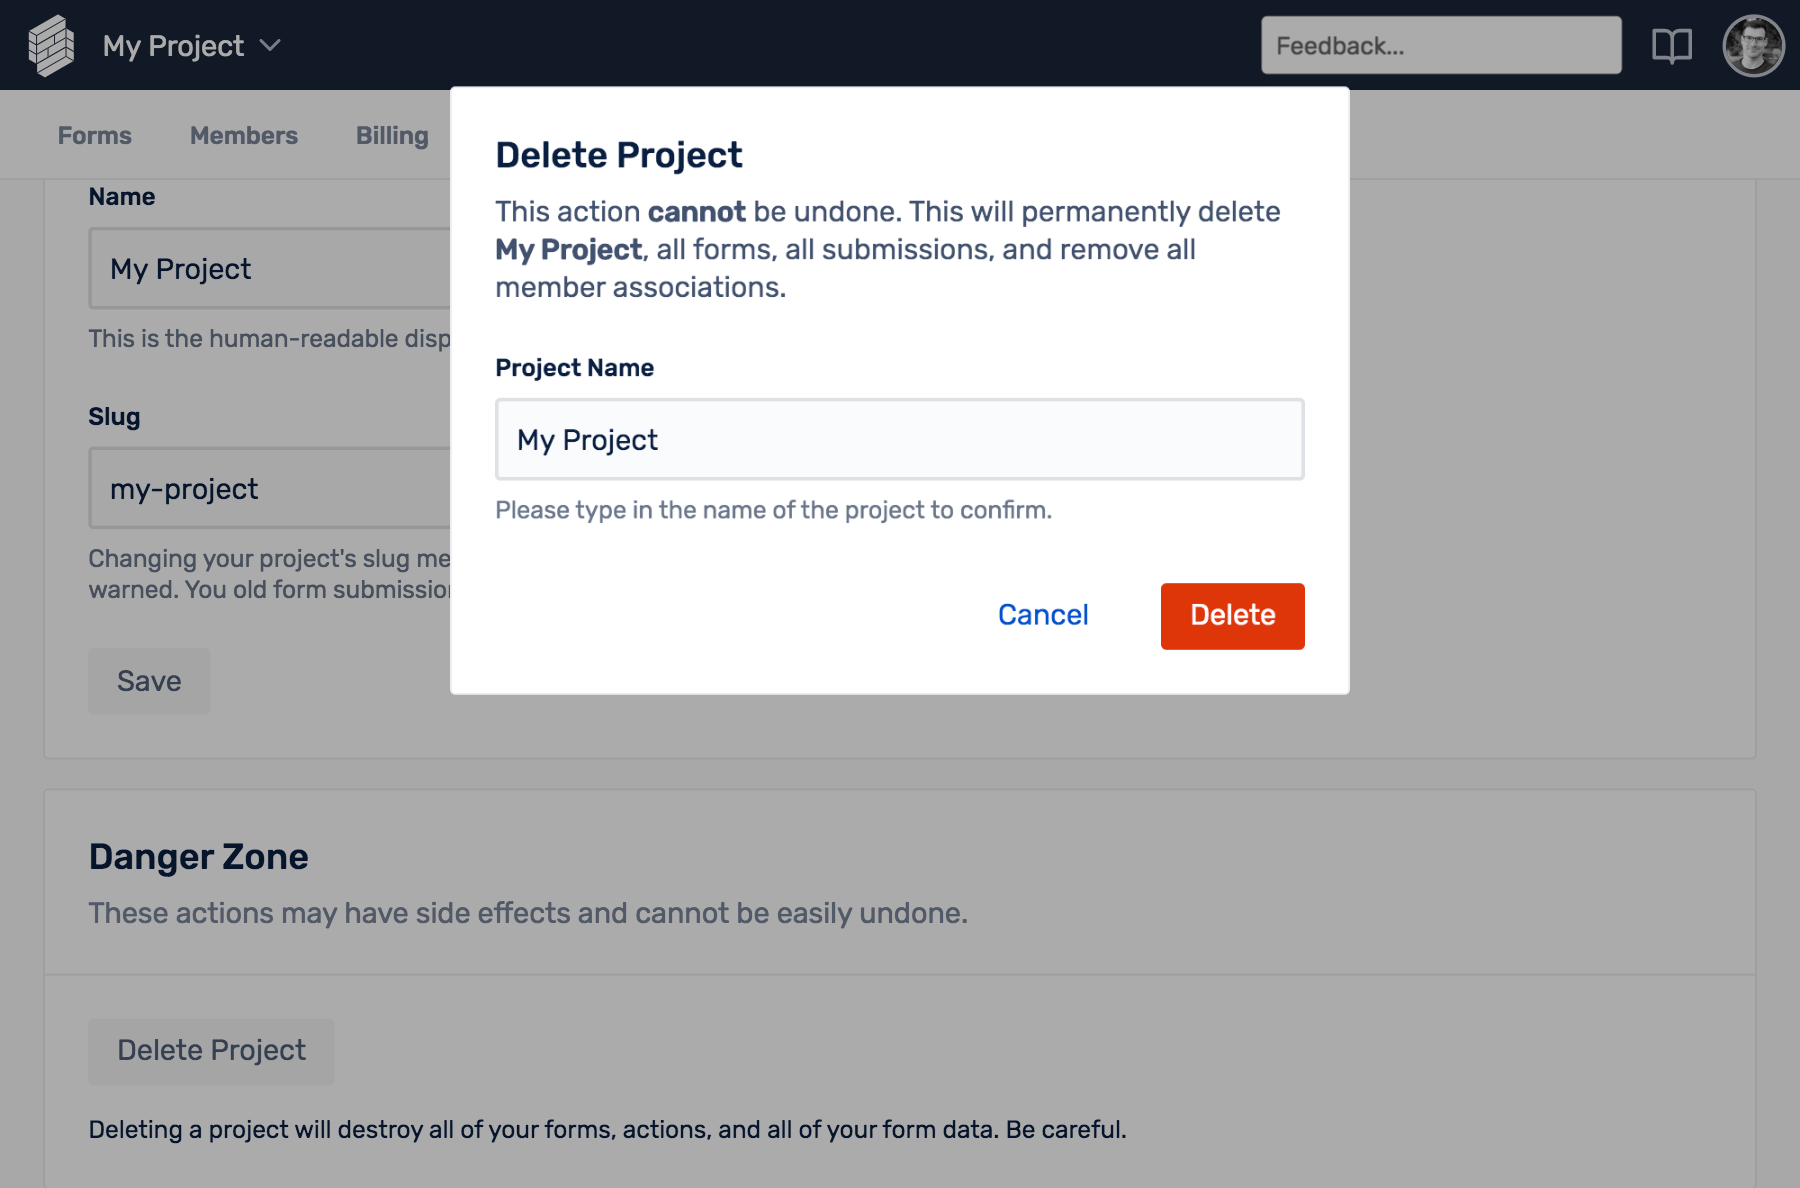 My Project
Feedback...
Forms Members Billing
Delete Project
This action cannot be undone. This will permanently delete
My Project, all forms, all submissions, and remove all
member associations.
Project Name
My Project
Please type in the name of the project to confirm.
Cancel Delete
Name
My Project
This is the human-readable disp
Slug
my-project
Changing your project's slug me
warned. You old form submission
Save
Danger Zone
These actions may have side effects and cannot be easily undone.
Delete Project
Deleting a project will destroy all of your forms, actions, and all of your form data. Be careful.